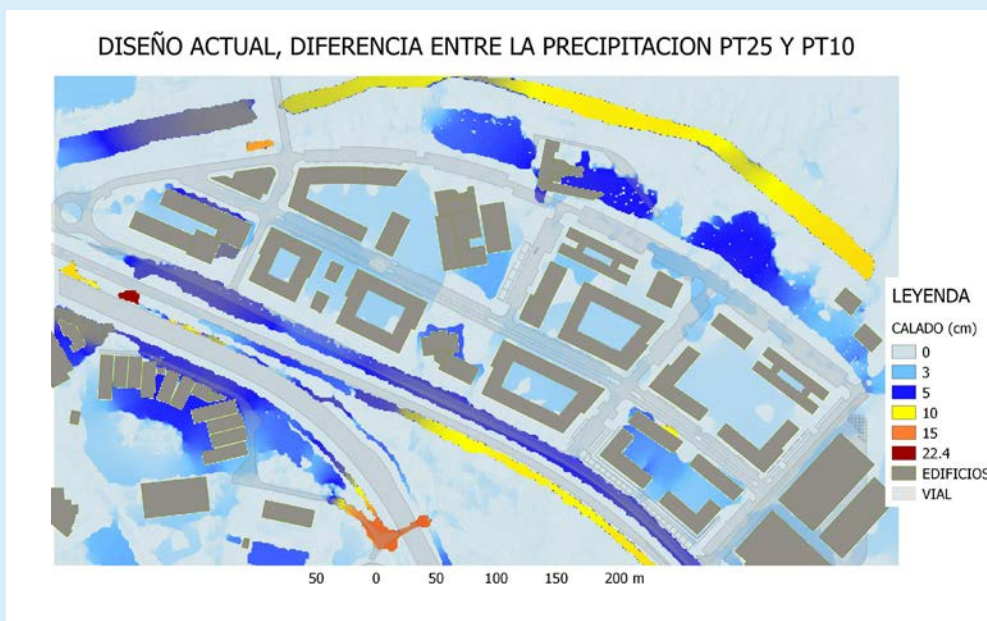 DISEÑO ACTUAL, DIFERENCIA ENTRE LA PRECIPITACION PT25 Y PT10
LEYENDA
CALADO (cm)
0
3
5
10
15
22.4
EDIFICIOS
VIAL
50 0 50 100 150 200 m